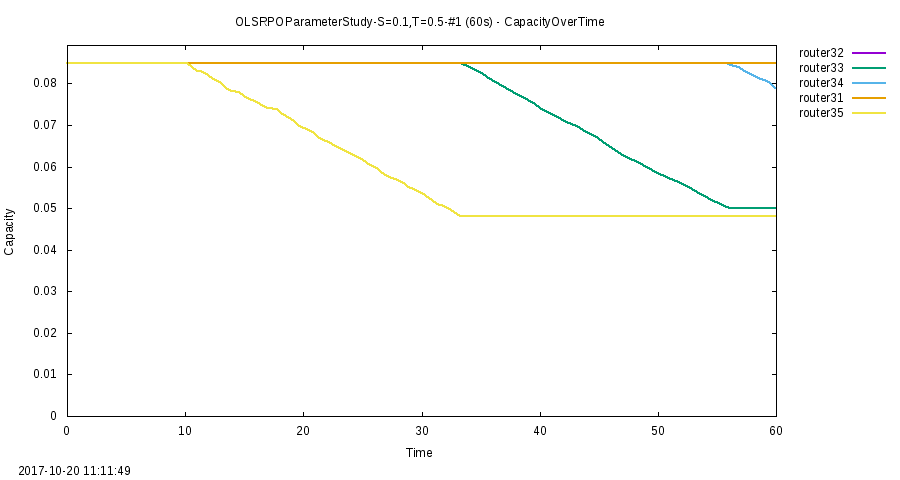 OLSRPOParameterStudy-S=0.1,T=0.5-#1 (60s) - CapacityOverTime
router32
router33
router34
router31
router35
0.08
0.07
0.06
0.05
0.04
0.03
0.02
0.01
0
Capacity
0 10 20 30 40 50 60
Time
2017-10-20 11:11:49